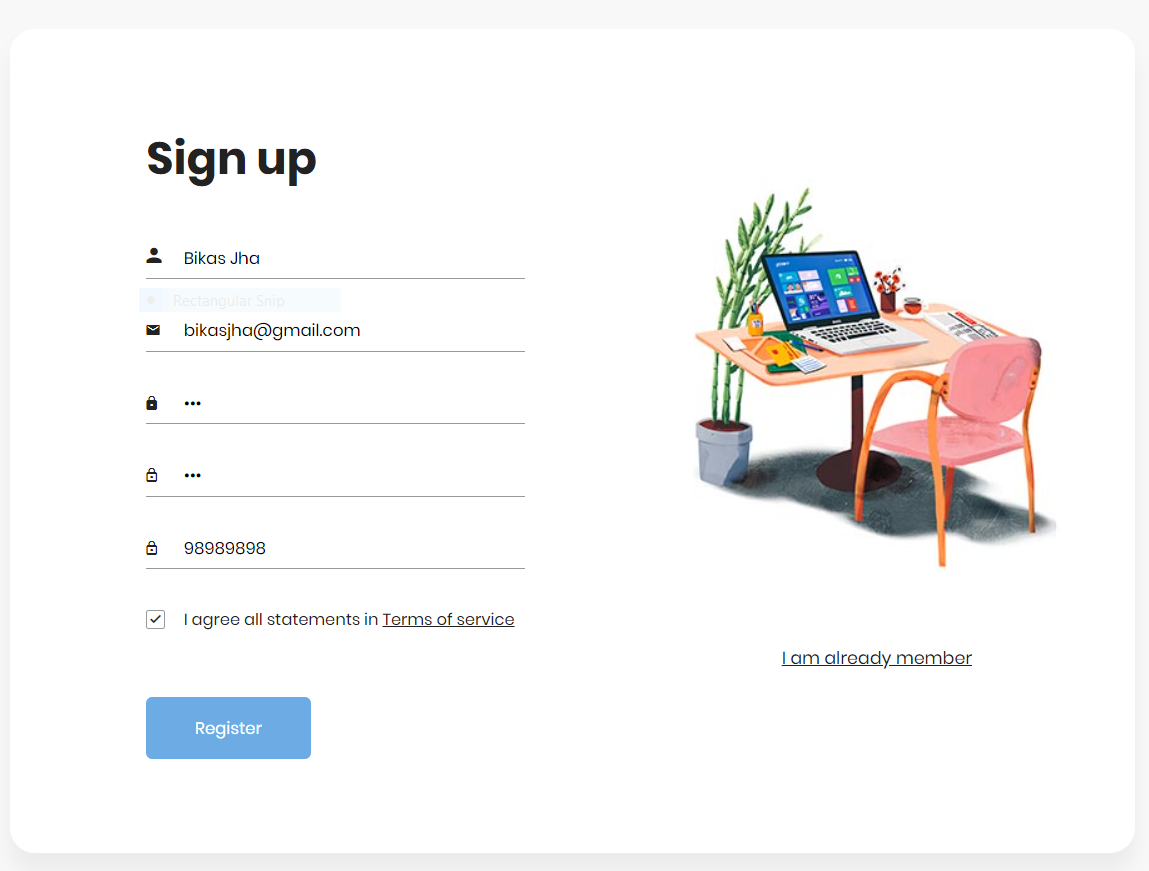 Sign up
Bikas Jha
Rectangular Snip
bikasjha@gmail.com
•••
•••
98989898
I agree all statements in Terms of service
I am already member
Register